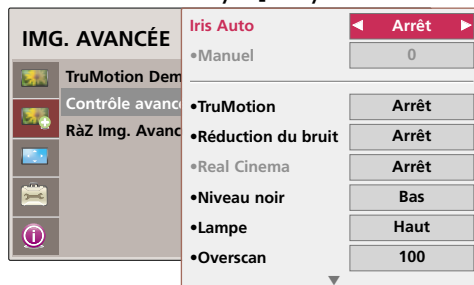 IMG. AVANCÉE
TruMotion Dem
Contrôle avanc
RàZ Img. Avanc
Iris Auto ◄ Arrêt ►
•Manuel 0
•TruMotion Arrêt
•Réduction du bruit Arrêt
•Real Cinema Arrêt
•Niveau noir Bas
•Lampe Haut
•Overscan 100
▼